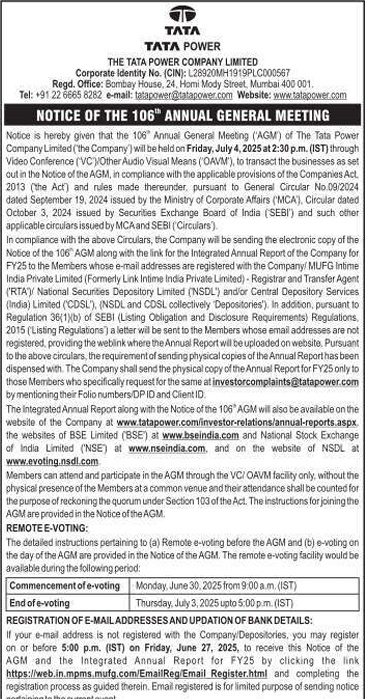 TATA
TATA POWER
THE TATA POWER COMPANY LIMITED
Corporate Identity No. (CIN): L28920MH1919PLC000567
Regd. Office: Bombay House, 24, Homi Mody Street, Mumbai 400 001.
Tel: +91 22 6665 8282 e-mail: tatapower@tatapower.com Website: www.tatapower.com
NOTICE OF THE 106th ANNUAL GENERAL MEETING
Notice is hereby given that the 106th Annual General Meeting ('AGM') of The Tata Power
Company Limited ('the Company') will be held on Friday, July 4, 2025 at 2:30 p.m. (IST) through
Video Conference ('VC')/Other Audio Visual Means ('OAVM'), to transact the businesses as set
out in the Notice of the AGM, in compliance with the applicable provisions of the Companies Act,
2013 ('the Act') and rules made thereunder, pursuant to General Circular No.09/2024
dated September 19, 2024 issued by the Ministry of Corporate Affairs ('MCA'), Circular dated
October 3, 2024 issued by Securities Exchange Board of India ('SEBI') and such other
applicable circulars issued by MCA and SEBI ('Circulars').
In compliance with the above Circulars, the Company will be sending the electronic copy of the
Notice of the 106th AGM along with the link for the Integrated Annual Report of the Company for
FY25 to the Members whose e-mail addresses are registered with the Company/ MUFG Intime
India Private Limited (Formerly Link Intime India Private Limited) - Registrar and Transfer Agent
('RTA')/ National Securities Depository Limited ('NSDL') and/or Central Depository Services
(India) Limited ('CDSL'), (NSDL and CDSL collectively 'Depositories'). In addition, pursuant to
Regulation 36(1)(b) of SEBI (Listing Obligation and Disclosure Requirements) Regulations,
2015 ('Listing Regulations') a letter will be sent to the Members whose email addresses are not
registered, providing the weblink where the Annual Report will be uploaded on website. Pursuant
to the above circulars, the requirement of sending physical copies of the Annual Report has been
dispensed with. The Company shall send the physical copy of the Annual Report for FY25 only to
those Members who specifically request for the same at investorcomplaints@tatapower.com
by mentioning their Folio numbers/DP ID and Client ID.
The Integrated Annual Report along with the Notice of the 106th AGM will also be available on the
website of the Company at www.tatapower.com/investor-relations/annual-reports.aspx,
the websites of BSE Limited ('BSE') at www.bseindia.com and National Stock Exchange
of India Limited ('NSE') at www.nseindia.com, and on the website of NSDL at
www.evoting.nsdl.com.
Members can attend and participate in the AGM through the VC/ OAVM facility only, without the
physical presence of the Members at a common venue and their attendance shall be counted for
the purpose of reckoning the quorum under Section 103 of the Act. The instructions for joining the
AGM are provided in the Notice of the AGM.
REMOTE E-VOTING:
The detailed instructions pertaining to (a) Remote e-voting before the AGM and (b) e-voting on
the day of the AGM are provided in the Notice of the AGM. The remote e-voting facility would be
available during the following period:
Commencement of e-voting Monday, June 30, 2025 from 9:00 a.m. (IST)
End of e-voting Thursday, July 3, 2025 upto 5:00 p.m. (IST)
REGISTRATION OF E-MAIL ADDRESSES AND UPDATION OF BANK DETAILS:
If your e-mail address is not registered with the Company/Depositories, you may register
on or before 5:00 p.m. (IST) on Friday, June 27, 2025, to receive this Notice of the
AGM and the Integrated Annual Report for FY25 by clicking the link
https://web.in.mpms.mufg.com/EmailReg/Email_Register.html and completing the
registration process as guided therein. Email registered is for limited purpose of sending notice